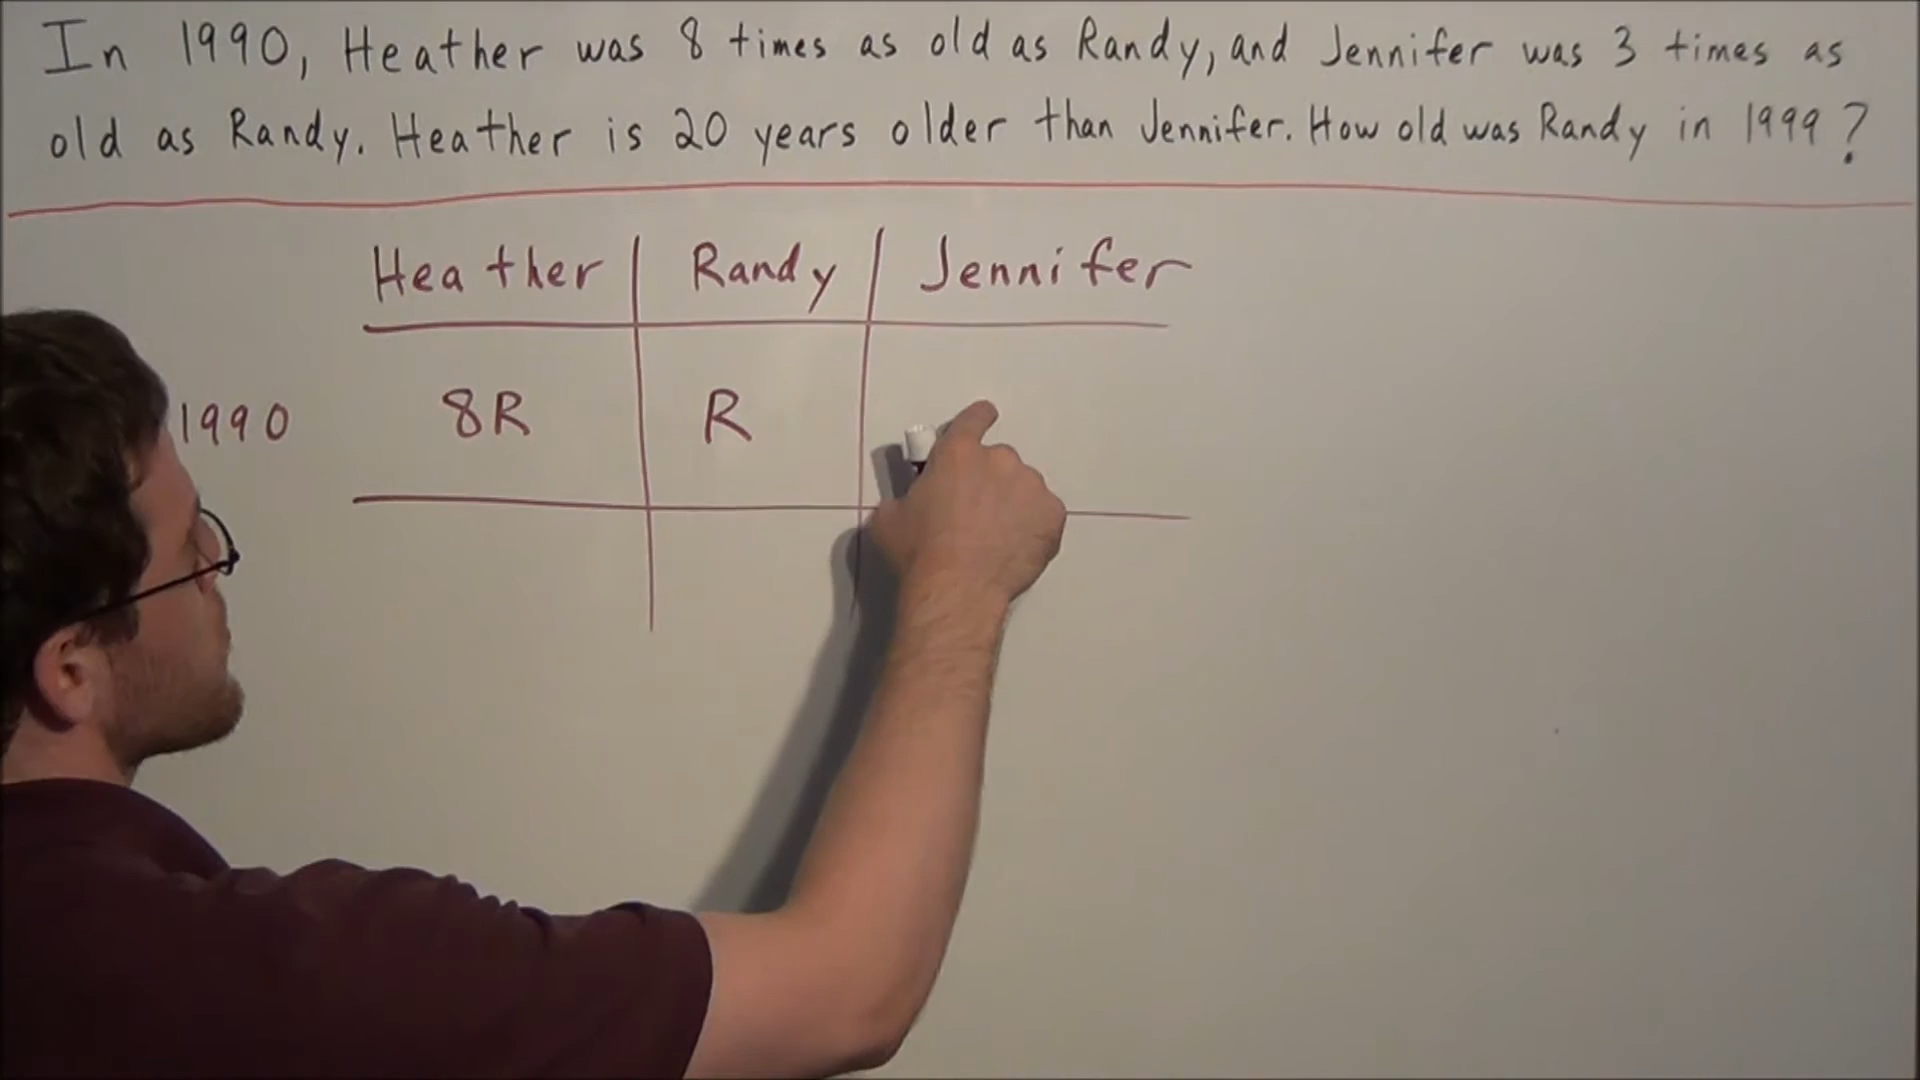 In 1990, Heather was 8 times as old as Randy, and Jennifer was 3 times as
old as Randy. Heather is 20 years older than Jennifer. How old was Randy in 1999?
Heather Randy Jennifer
1990 8R R